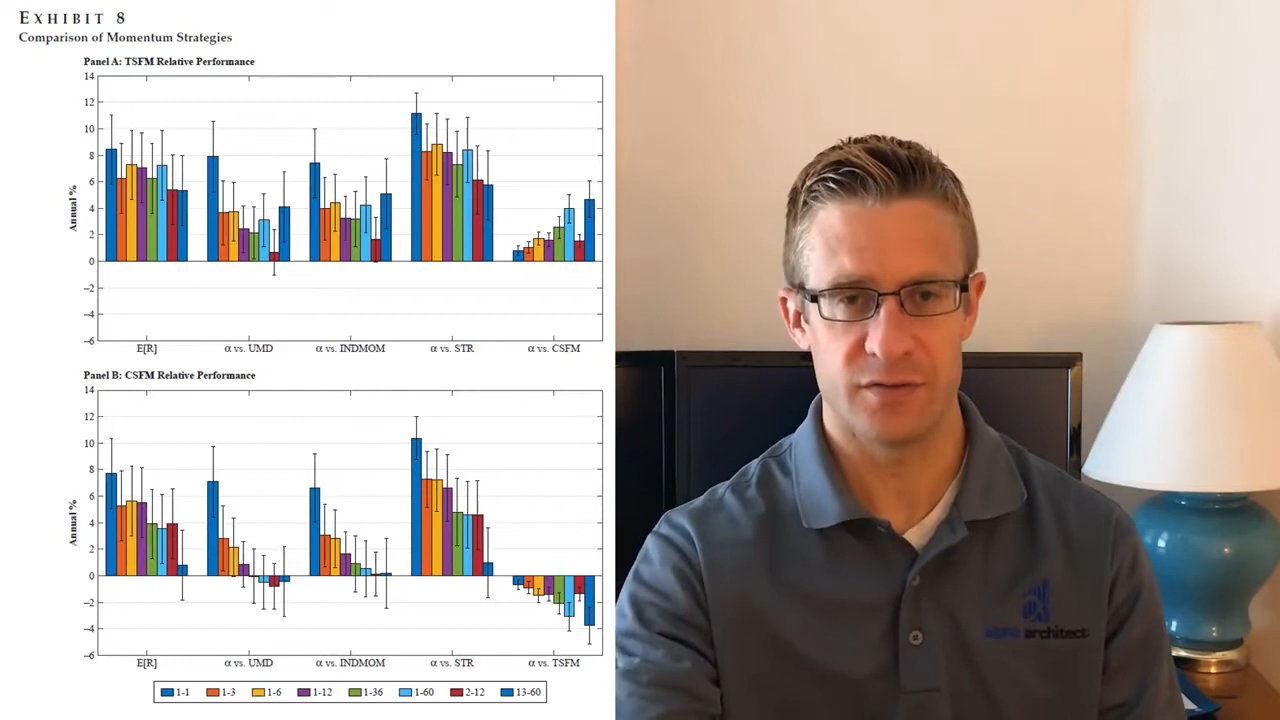 EXHIBIT 8
Comparison of Momentum Strategies
Panel A: TSFM Relative Performance
14
12
10
8
6
4
2
0
−2
−4
−6
Annual %
E[R] α vs. UMD α vs. INDMOM α vs. STR α vs. CSFM
Panel B: CSFM Relative Performance
14
12
10
8
6
4
2
0
−2
−4
−6
Annual %
E[R] α vs. UMD α vs. INDMOM α vs. STR α vs. TSFM
1-1 1-3 1-6 1-12 1-36 1-60 2-12 13-60
alpha architect